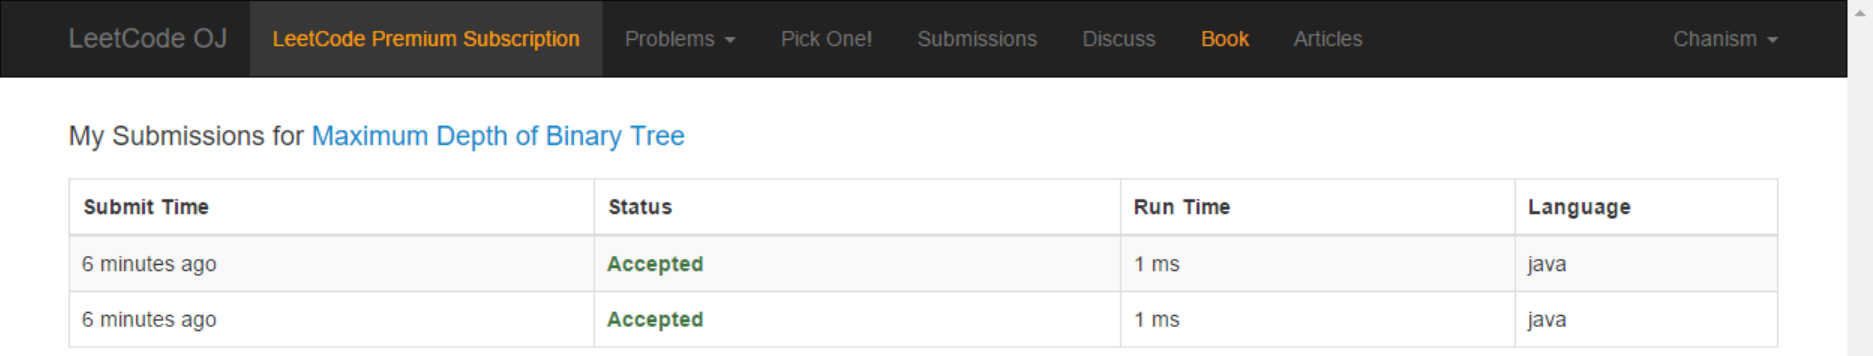 LeetCode OJ LeetCode Premium Subscription Problems Pick One! Submissions Discuss Book Articles Chanism
My Submissions for Maximum Depth of Binary Tree
Submit Time Status Run Time Language
6 minutes ago Accepted 1 ms java
6 minutes ago Accepted 1 ms java